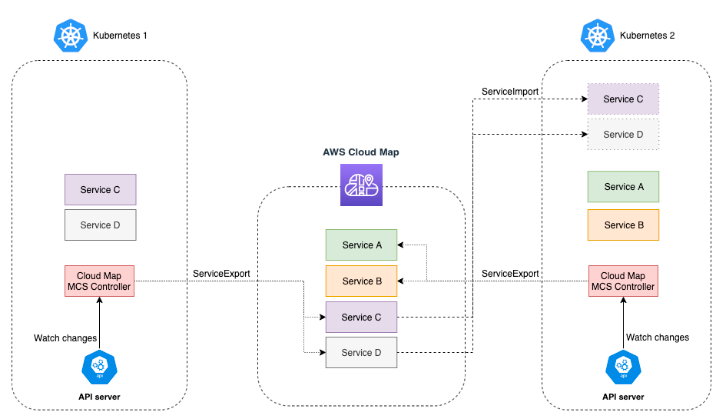 Kubernetes 1
Kubernetes 2
ServiceImport
Service C
Service D
AWS Cloud Map
Service C
Service D
Service A
Service B
Service A
Service B
Service C
Service D
Cloud Map
MCS Controller
ServiceExport
ServiceExport
Cloud Map
MCS Controller
Watch changes
Watch changes
api
API server
api
API server